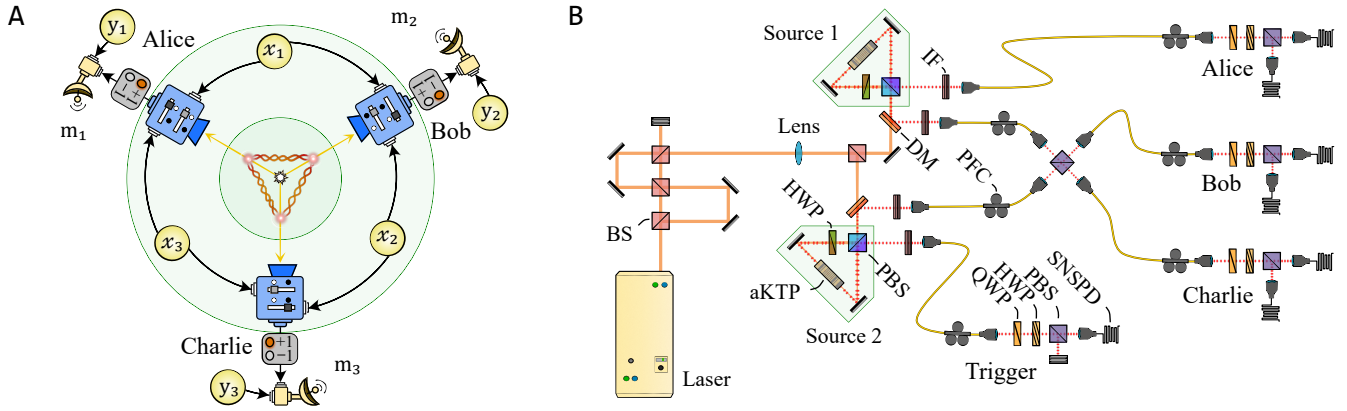 A
y₁
Alice
m₁
x₁
m₂
Bob
y₂
x₃
x₂
Charlie
+1
−1
y₃
m₃
B
Source 1
IF
Alice
Lens
DM
PFC
Bob
BS
HWP
aKTP
PBS
Source 2
Laser
QWP
HWP
PBS
SNSPD
Trigger
Charlie